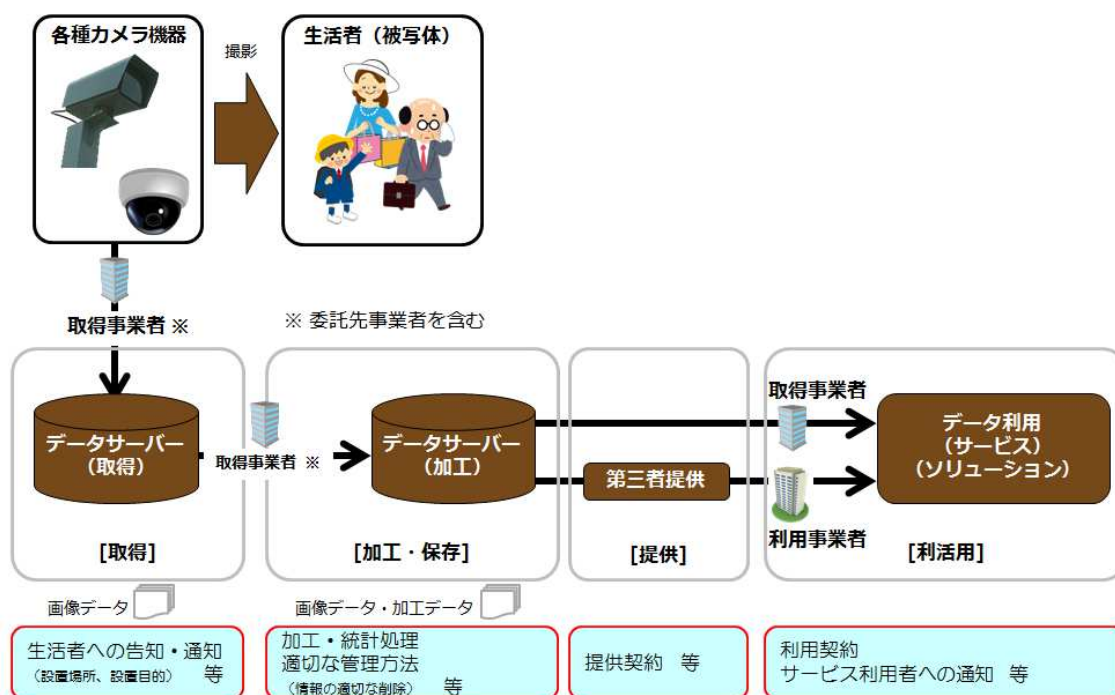 各種カメラ機器
撮影
生活者（被写体）
取得事業者 ※
※ 委託先事業者を含む
データサーバー
（取得）
取得事業者 ※
データサーバー
（加工）
第三者提供
取得事業者
利用事業者
データ利用
（サービス）
（ソリューション）
[取得]
[加工・保存]
[提供]
[利活用]
画像データ
画像データ・加工データ
生活者への告知・通知
（設置場所、設置目的） 等
加工・統計処理
適切な管理方法
（情報の適切な削除） 等
提供契約 等
利用契約
サービス利用者への通知 等